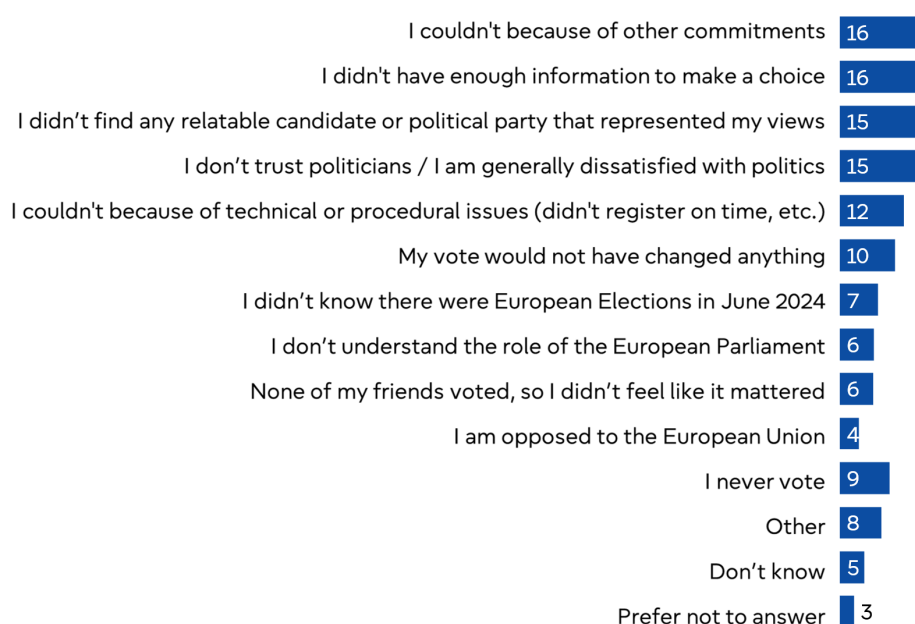 I couldn't because of other commitments 16
I didn't have enough information to make a choice 16
I didn’t find any relatable candidate or political party that represented my views 15
I don’t trust politicians / I am generally dissatisfied with politics 15
I couldn't because of technical or procedural issues (didn't register on time, etc.) 12
My vote would not have changed anything 10
I didn’t know there were European Elections in June 2024 7
I don’t understand the role of the European Parliament 6
None of my friends voted, so I didn’t feel like it mattered 6
I am opposed to the European Union 4
I never vote 9
Other 8
Don’t know 5
Prefer not to answer 3